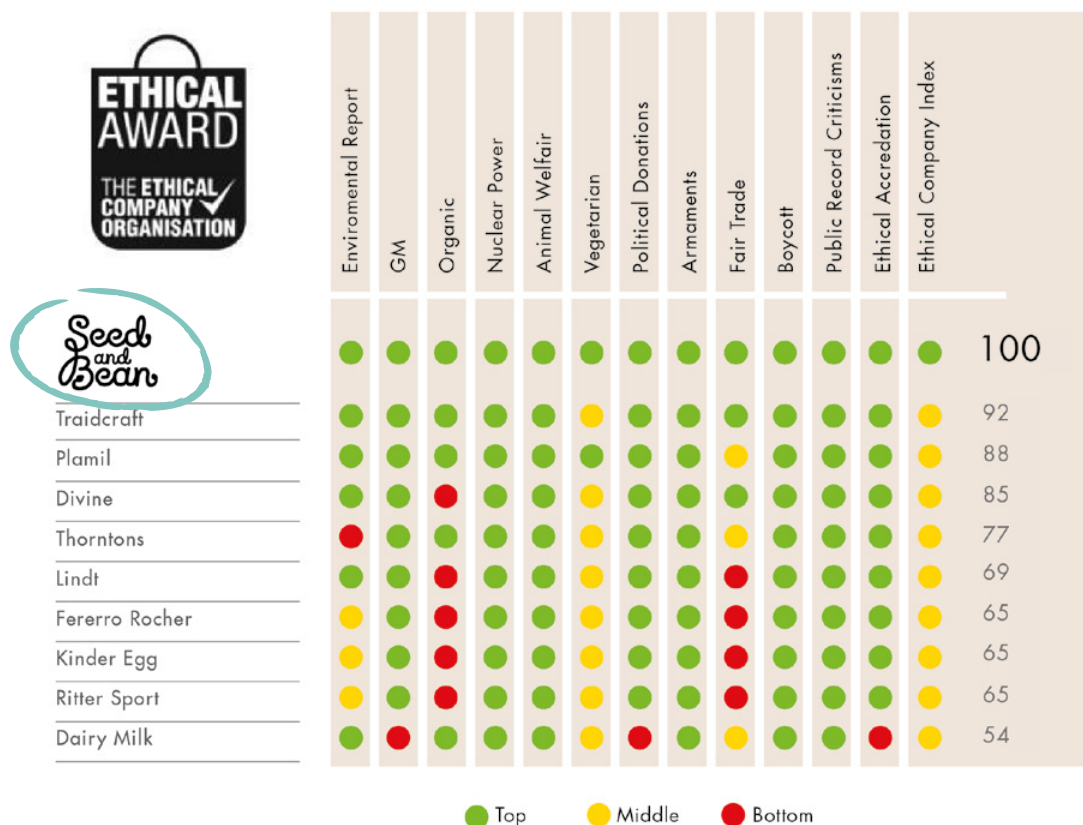 ETHICAL
AWARD
THE ETHICAL
COMPANY
ORGANISATION
Enviromental Report
GM
Organic
Nuclear Power
Animal Welfair
Vegetarian
Political Donations
Armaments
Fair Trade
Boycott
Public Record Criticisms
Ethical Accredation
Ethical Company Index
Seed
and
Bean
100
Traidcraft 92
Plamil 88
Divine 85
Thorntons 77
Lindt 69
Fererro Rocher 65
Kinder Egg 65
Ritter Sport 65
Dairy Milk 54
Top Middle Bottom